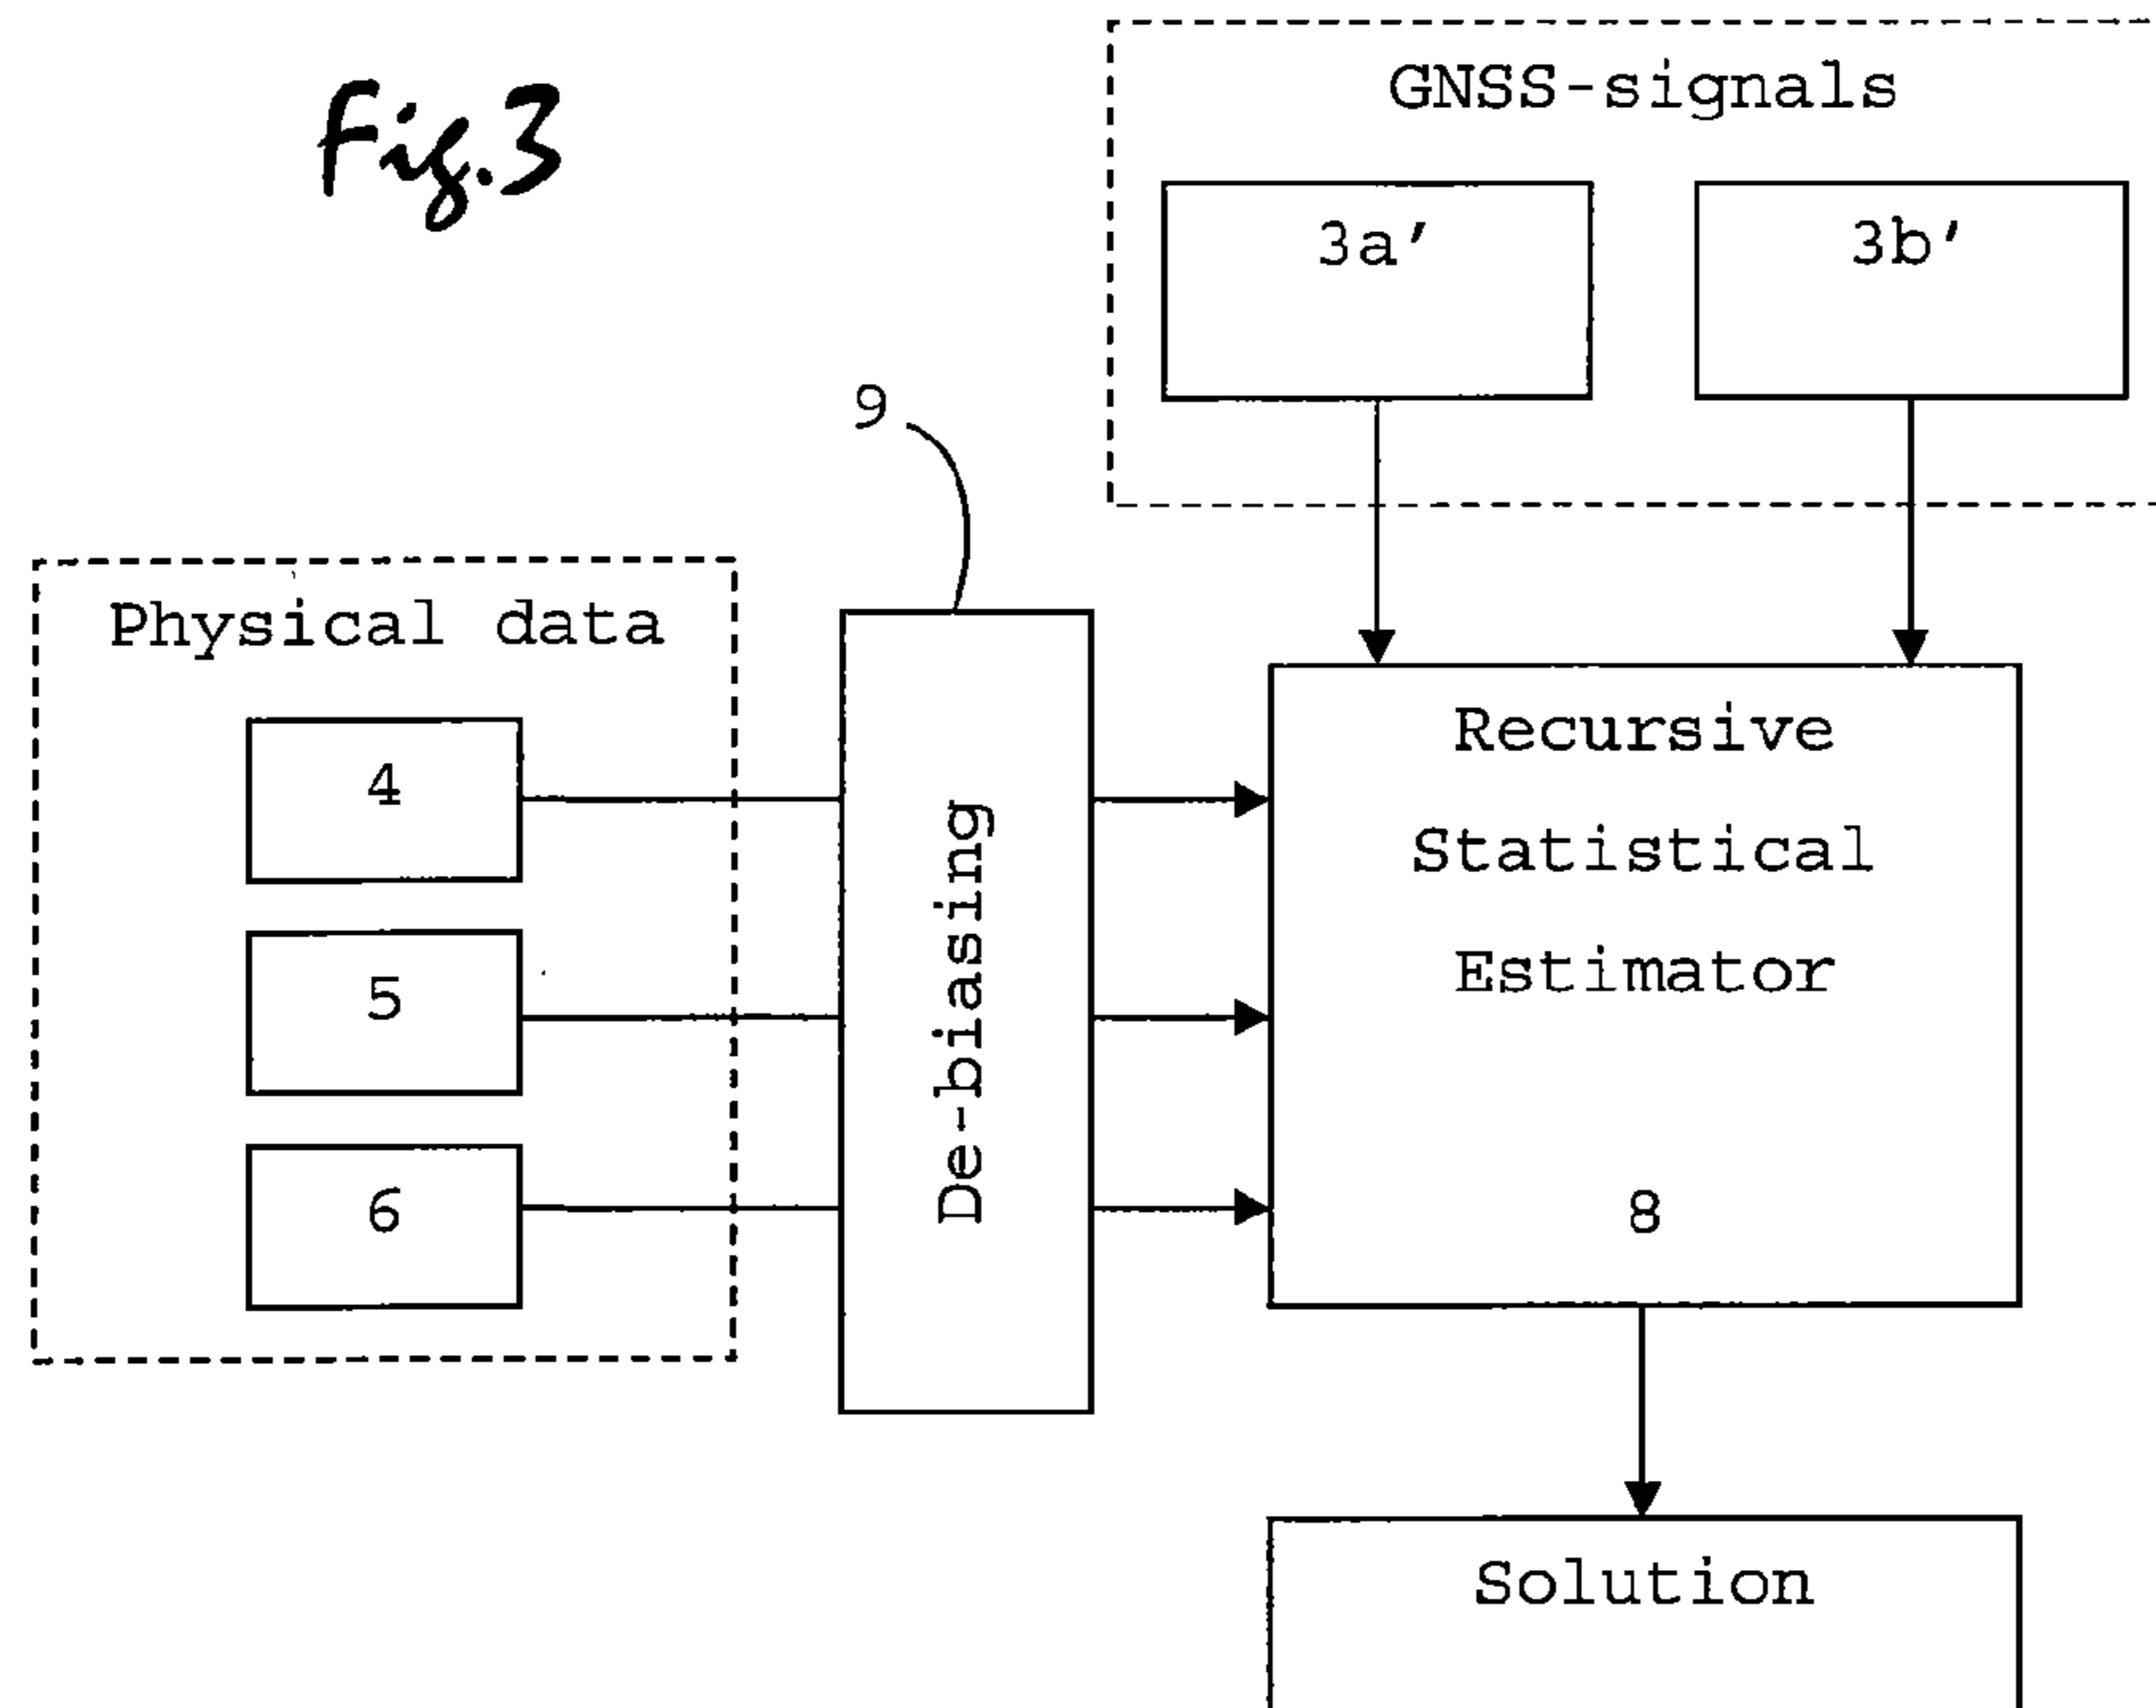 Fig.3
GNSS-signals
3a'
3b'
9
Physical data
4
5
6
De-biasing
Recursive
Statistical
Estimator
8
Solution